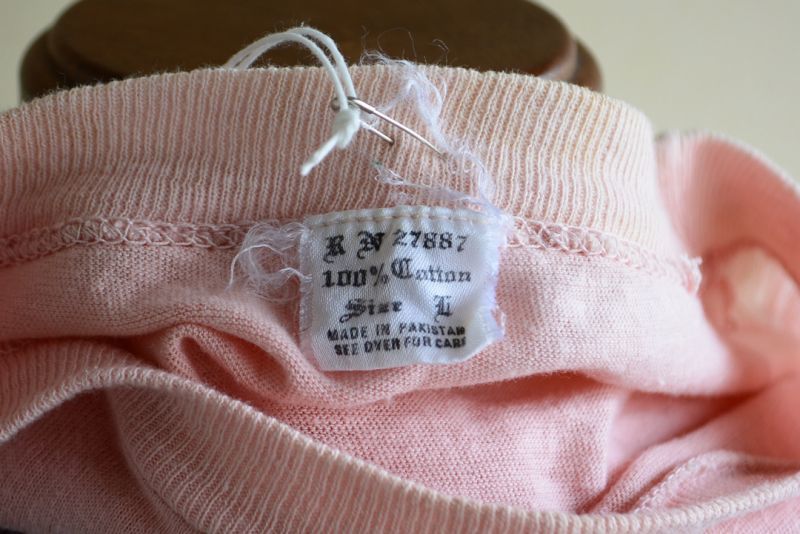 R N 27887
100% Cotton
Size L
MADE IN PAKISTAN
SEE OVER FOR CARE